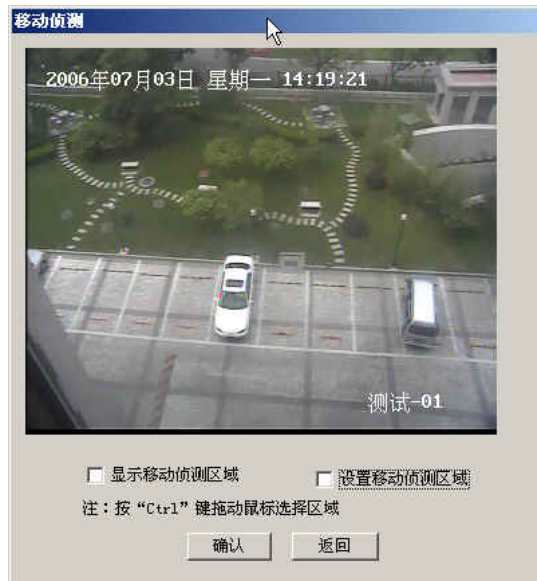 移动侦测
2006年07月03日 星期一 14:19:21
测试-01
显示移动侦测区域
设置移动侦测区域
注：按“Ctrl”键拖动鼠标选择区域
确认
返回